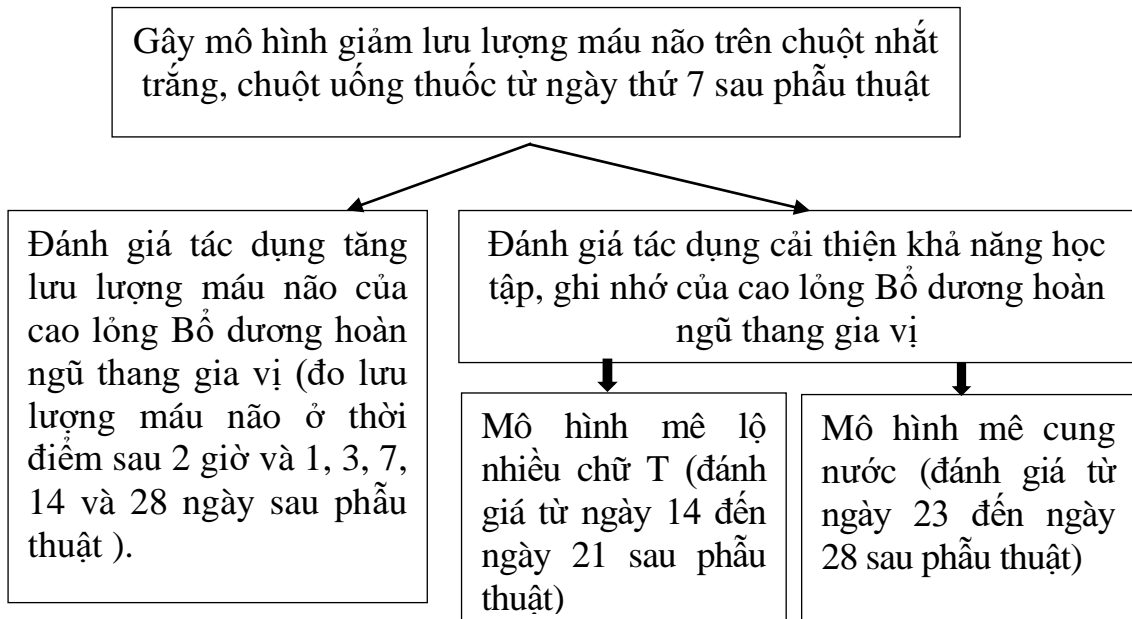 Gây mô hình giảm lưu lượng máu não trên chuột nhắt
trắng, chuột uống thuốc từ ngày thứ 7 sau phẫu thuật
Đánh giá tác dụng tăng
lưu lượng máu não của
cao lỏng Bổ dương hoàn
ngũ thang gia vị (đo lưu
lượng máu não ở thời
điểm sau 2 giờ và 1, 3, 7,
14 và 28 ngày sau phẫu
thuật ).
Đánh giá tác dụng cải thiện khả năng học
tập, ghi nhớ của cao lỏng Bổ dương hoàn
ngũ thang gia vị
Mô hình mê lộ
nhiều chữ T (đánh
giá từ ngày 14 đến
ngày 21 sau phẫu
thuật)
Mô hình mê cung
nước (đánh giá từ
ngày 23 đến ngày
28 sau phẫu thuật)